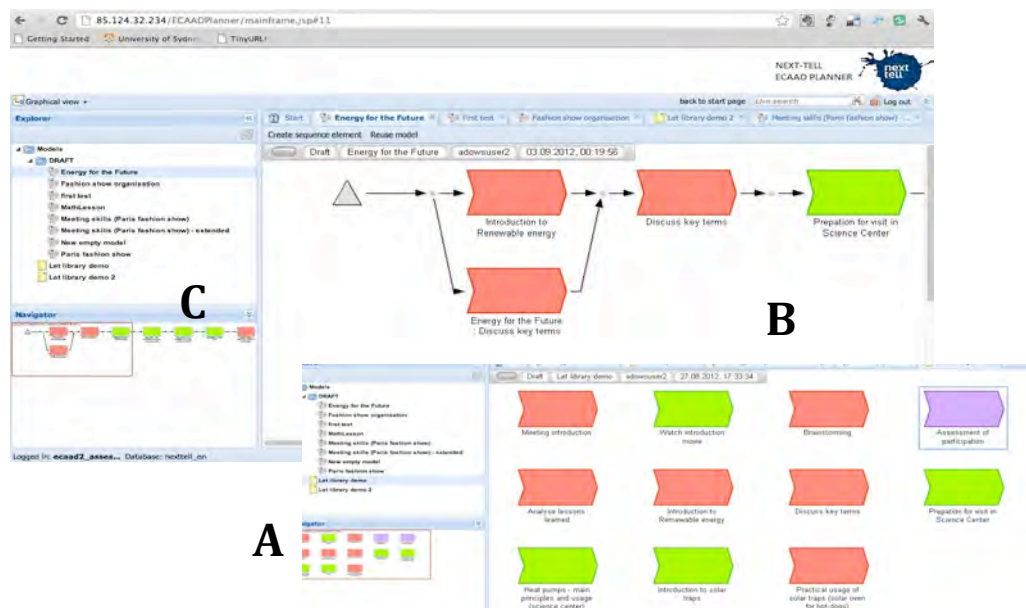 85.124.32.234/ECAADPlanner/mainframe.jsp#11
Getting Started University of Sydne TinyURL!
NEXT-TELL
ECAAD PLANNER
next
tell
Graphical view
back to start page Live search Log out
Explorer
Start Energy for the Future first test Fashion show organisation Let library demo 2 Meeting skills (Paris fashion show) - ...
Create sequence element Reuse model
Draft Energy for the Future adowsuser2 03.09.2012, 00:19:56
Models
DRAFT
Energy for the Future
Fashion show organisation
first test
MathLesson
Meeting skills (Paris fashion show)
Meeting skills (Paris fashion show) - extended
New empty model
Paris fashion show
Let library demo
Let library demo 2
Introduction to
Renewable energy
Discuss key terms
Prepation for visit in
Science Center
Energy for the Future
: Discuss key terms
C
B
Navigator
Logged in: ecaad2_asses... Database: nexttell_en
A
Draft Let library demo adowsuser2 27.08.2012, 17:33:34
Models
DRAFT
Energy for the Future
Fashion show organisation
first test
MathLesson
Meeting skills (Paris fashion show)
Meeting skills (Paris fashion show) - extended
New empty model
Paris fashion show
Let library demo
Let library demo 2
avigator
Meeting introduction
Watch introduction
movie
Brainstorming
Assessment of
participation
Analyse lessons
learned
Introduction to
Renewable energy
Discuss key terms
Prepation for visit in
Science Center
Heat pumps - main
principles and usage
(science center)
Introduction to solar
traps
Practical usage of
solar traps (solar oven
for hot-dogs)